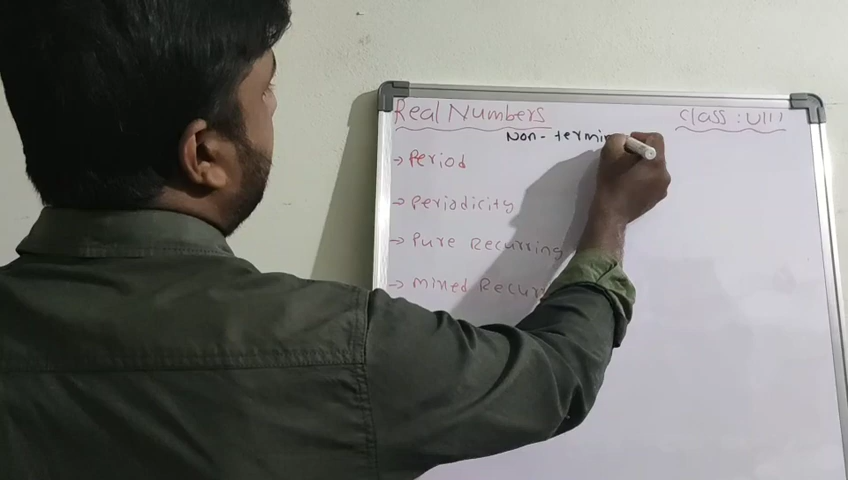 Real Numbers
Class: VIII
Non-termin
→ Period
→ Periodicity
→ Pure Recurring
→ Mixed Recurr